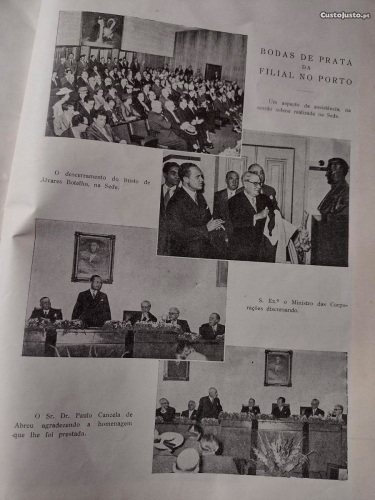 CustoJusto.pt
BODAS DE PRATA
DA
FILIAL NO PORTO
Um aspecto da assistência, na
sessão solene realizada na Sede.
O descerramento do busto de
Álvares Botelho, na Sede.
S. Ex.ª o Ministro das Corpo-
rações discursando.
O Sr. Dr. Paulo Cancela de
Abreu agradecendo a homenagem
que lhe foi prestada.